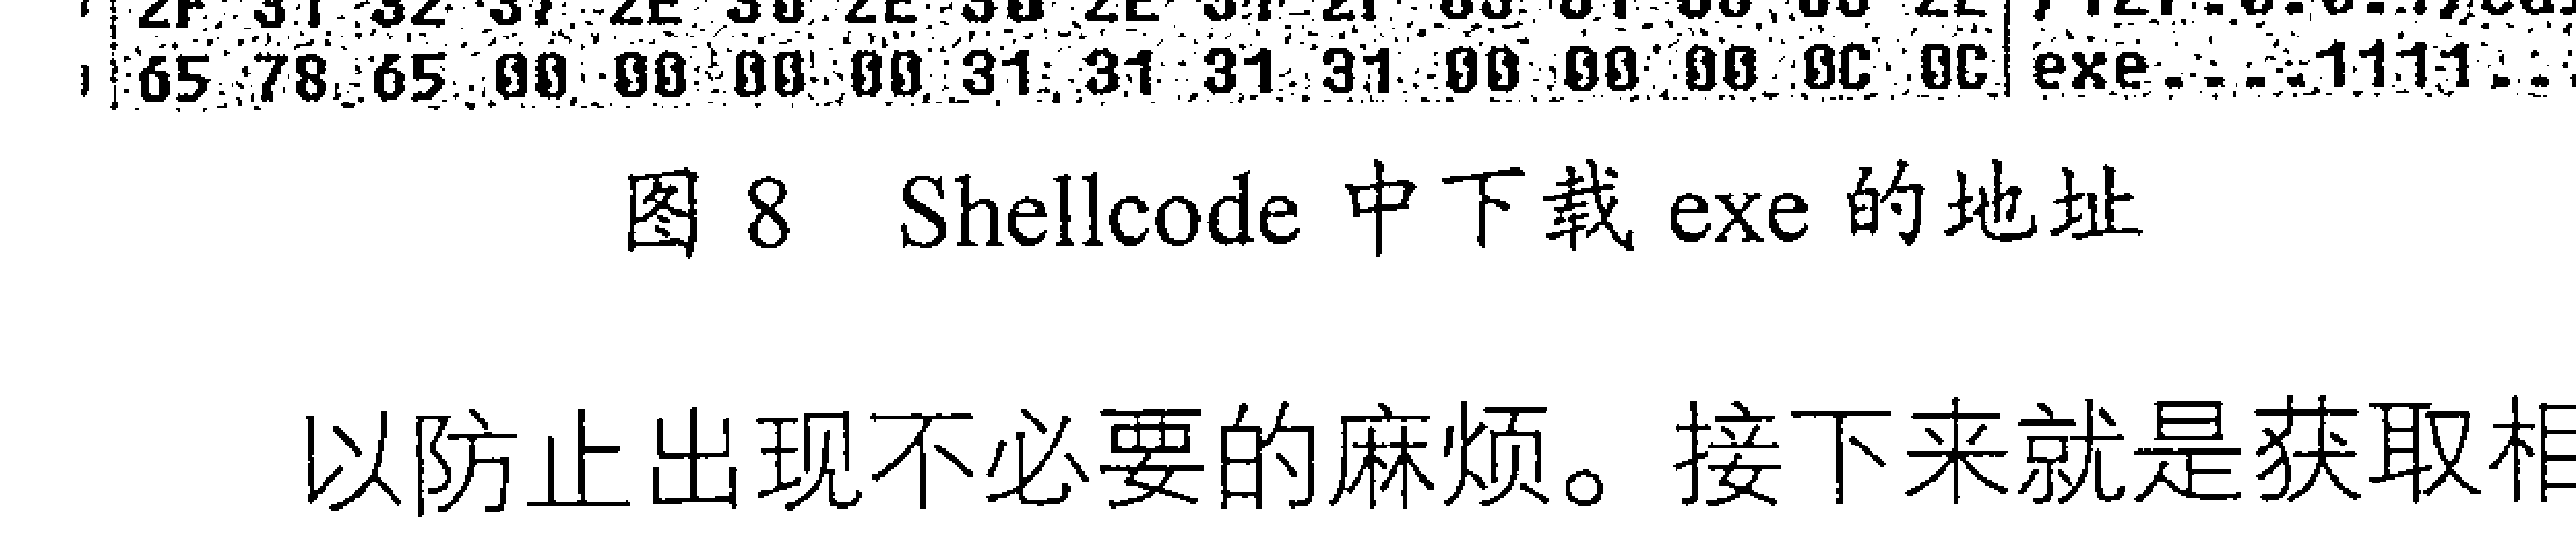 65 78 65 00 00 00 00 31 31 31 31 00 00 00 0C 0C exe....1111..
图 8 Shellcode 中下载 exe 的地址
以防止出现不必要的麻烦。接下来就是获取相